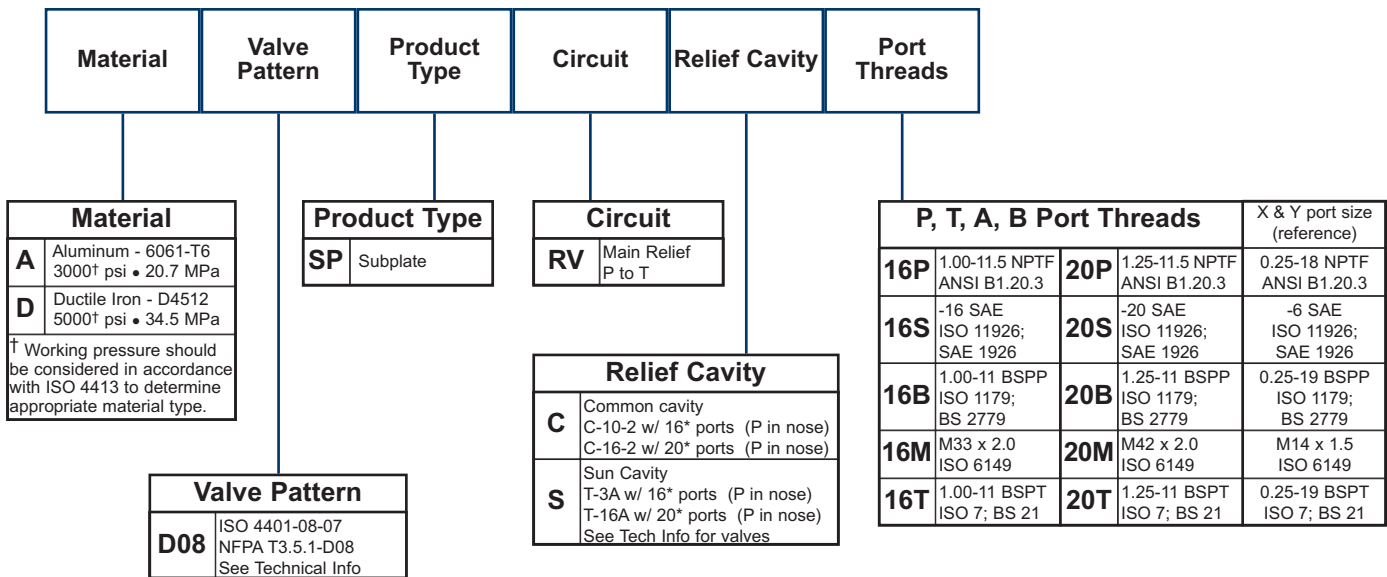 Material
Valve
Pattern
Product
Type
Circuit
Relief Cavity
Port
Threads
Material
A
Aluminum - 6061-T6
3000† psi • 20.7 MPa
D
Ductile Iron - D4512
5000† psi • 34.5 MPa
† Working pressure should
be considered in accordance
with ISO 4413 to determine
appropriate material type.
Valve Pattern
D08
ISO 4401-08-07
NFPA T3.5.1-D08
See Technical Info
Product Type
SP
Subplate
Circuit
RV
Main Relief
P to T
Relief Cavity
C
Common cavity
C-10-2 w/ 16* ports (P in nose)
C-16-2 w/ 20* ports (P in nose)
S
Sun Cavity
T-3A w/ 16* ports (P in nose)
T-16A w/ 20* ports (P in nose)
See Tech Info for valves
P, T, A, B Port Threads
X & Y port size
(reference)
16P
1.00-11.5 NPTF
ANSI B1.20.3
20P
1.25-11.5 NPTF
ANSI B1.20.3
0.25-18 NPTF
ANSI B1.20.3
16S
-16 SAE
ISO 11926;
SAE 1926
20S
-20 SAE
ISO 11926;
SAE 1926
-6 SAE
ISO 11926;
SAE 1926
16B
1.00-11 BSPP
ISO 1179;
BS 2779
20B
1.25-11 BSPP
ISO 1179;
BS 2779
0.25-19 BSPP
ISO 1179;
BS 2779
16M
M33 x 2.0
ISO 6149
20M
M42 x 2.0
ISO 6149
M14 x 1.5
ISO 6149
16T
1.00-11 BSPT
ISO 7; BS 21
20T
1.25-11 BSPT
ISO 7; BS 21
0.25-19 BSPT
ISO 7; BS 21